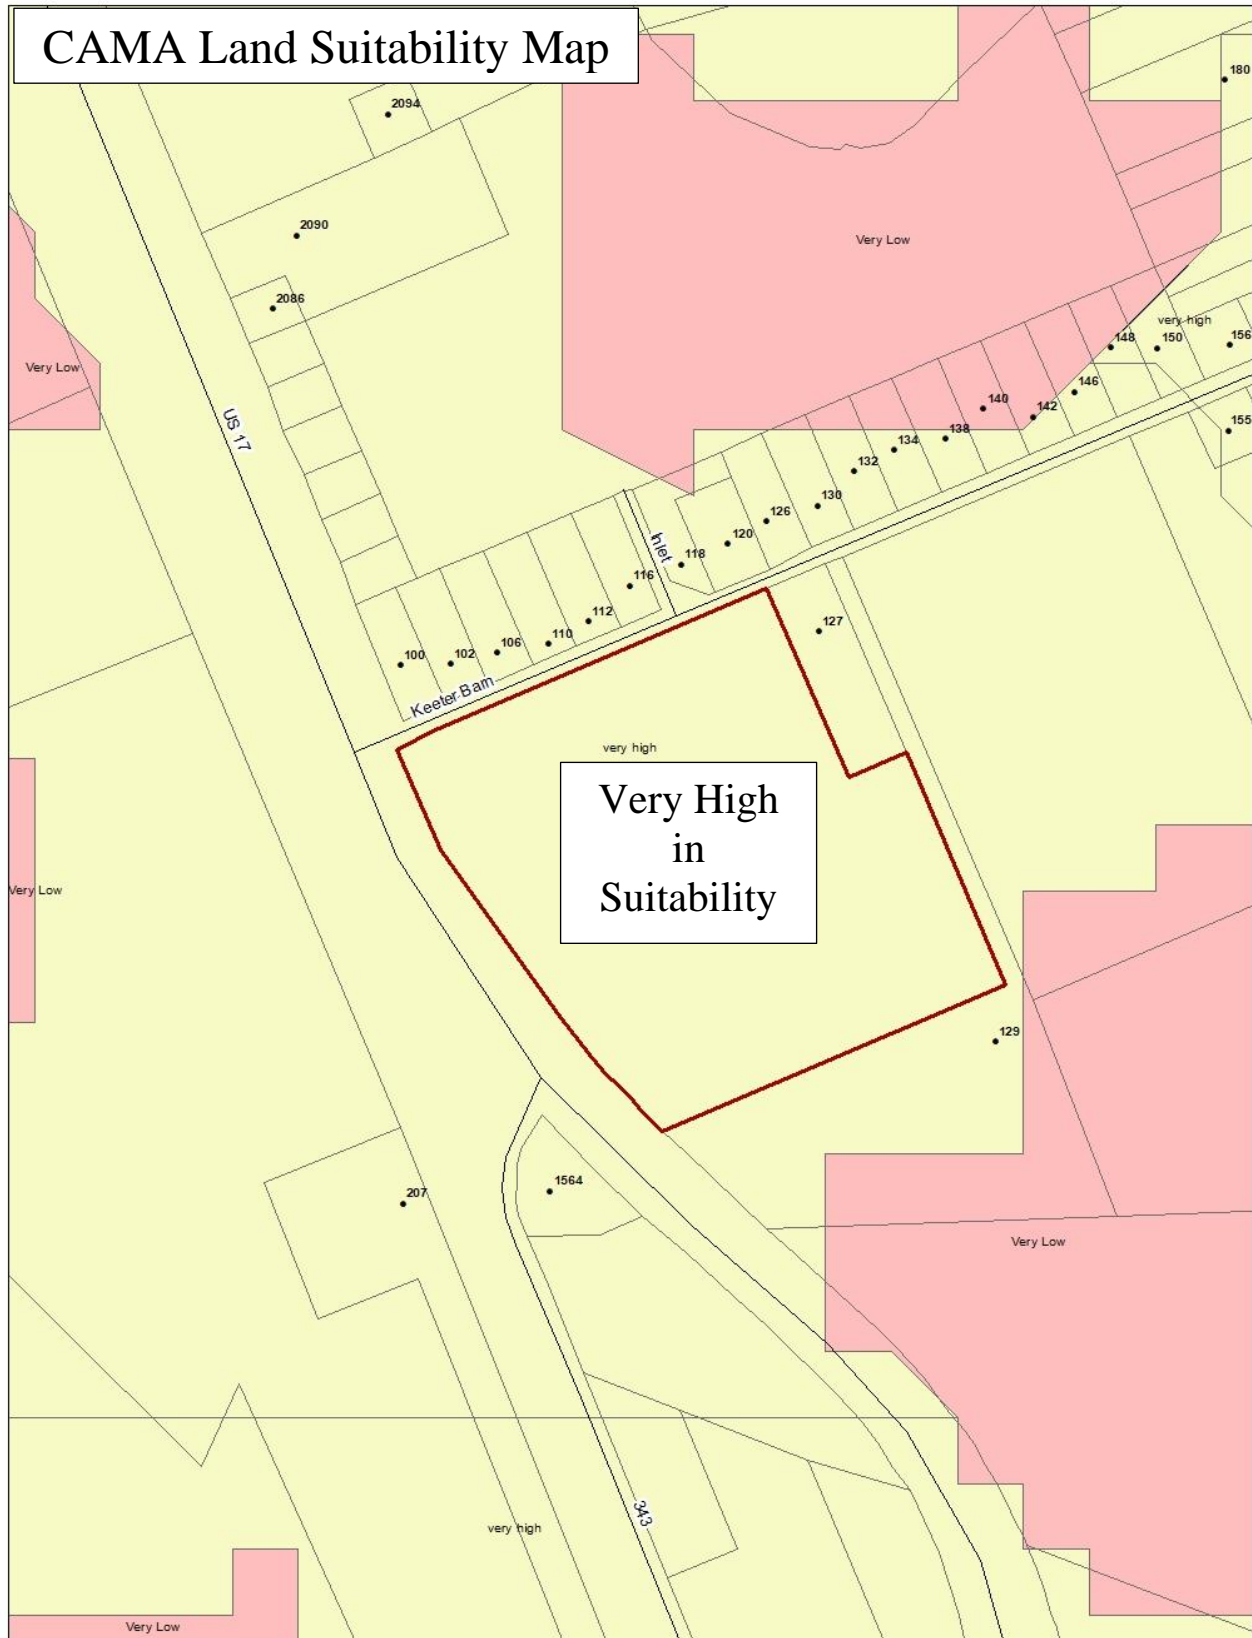 CAMA Land Suitability Map
180
2094
2090
Very Low
2086
very high
148
150
156
Very Low
146
140
142
155
US 17
138
134
132
130
126
120
Inlet
118
116
112
127
110
106
102
100
Keeter Barn
very high
Very High
in
Suitability
Very Low
129
1564
207
Very Low
343
very high
Very Low